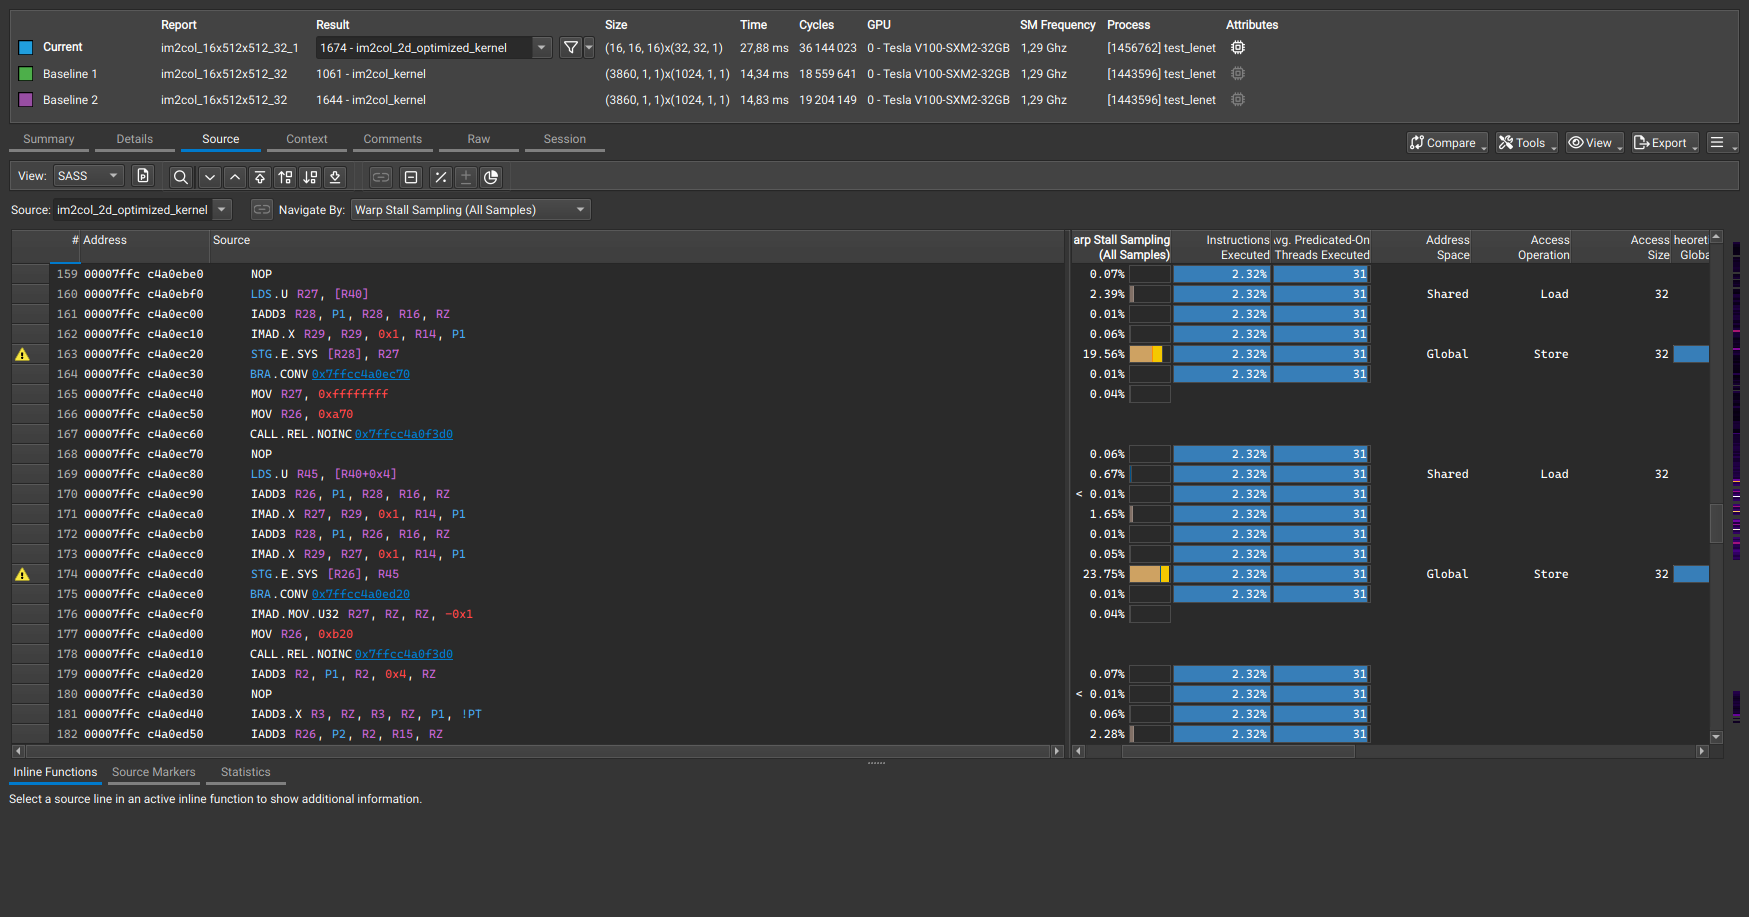 Report Result Size Time Cycles GPU SM Frequency Process Attributes
Current im2col_16x512x512_32_1 1674 - im2col_2d_optimized_kernel (16, 16, 16)x(32, 32, 1) 27,88 ms 36 144 023 0 - Tesla V100-SXM2-32GB 1,29 Ghz [1456762] test_lenet
Baseline 1 im2col_16x512x512_32 1061 - im2col_kernel (3860, 1, 1)x(1024, 1, 1) 14,34 ms 18 559 641 0 - Tesla V100-SXM2-32GB 1,29 Ghz [1443596] test_lenet
Baseline 2 im2col_16x512x512_32 1644 - im2col_kernel (3860, 1, 1)x(1024, 1, 1) 14,83 ms 19 204 149 0 - Tesla V100-SXM2-32GB 1,29 Ghz [1443596] test_lenet
Summary Details Source Context Comments Raw Session Compare Tools View Export
View: SASS
Source: im2col_2d_optimized_kernel Navigate By: Warp Stall Sampling (All Samples)
# Address Source arp Stall Sampling (All Samples) Instructions Executed vg. Predicated-On Threads Executed Address Space Access Operation Access Size heoret Globa
159 00007ffc c4a0ebe0 NOP 0.07% 2.32% 31
160 00007ffc c4a0ebf0 LDS.U R27, [R40] 2.39% 2.32% 31 Shared Load 32
161 00007ffc c4a0ec00 IADD3 R28, P1, R28, R16, RZ 0.01% 2.32% 31
162 00007ffc c4a0ec10 IMAD.X R29, R29, 0x1, R14, P1 0.06% 2.32% 31
163 00007ffc c4a0ec20 STG.E.SYS [R28], R27 19.56% 2.32% 31 Global Store 32
164 00007ffc c4a0ec30 BRA.CONV 0x7ffcc4a0ec70 0.01% 2.32% 31
165 00007ffc c4a0ec40 MOV R27, 0xffffffff 0.04%
166 00007ffc c4a0ec50 MOV R26, 0xa70
167 00007ffc c4a0ec60 CALL.REL.NOINC 0x7ffcc4a0f3d0
168 00007ffc c4a0ec70 NOP 0.06% 2.32% 31
169 00007ffc c4a0ec80 LDS.U R45, [R40+0x4] 0.67% 2.32% 31 Shared Load 32
170 00007ffc c4a0ec90 IADD3 R26, P1, R28, R16, RZ < 0.01% 2.32% 31
171 00007ffc c4a0eca0 IMAD.X R27, R29, 0x1, R14, P1 1.65% 2.32% 31
172 00007ffc c4a0ecb0 IADD3 R28, P1, R26, R16, RZ 0.01% 2.32% 31
173 00007ffc c4a0ecc0 IMAD.X R29, R27, 0x1, R14, P1 0.05% 2.32% 31
174 00007ffc c4a0ecd0 STG.E.SYS [R26], R45 23.75% 2.32% 31 Global Store 32
175 00007ffc c4a0ece0 BRA.CONV 0x7ffcc4a0ed20 0.01% 2.32% 31
176 00007ffc c4a0ecf0 IMAD.MOV.U32 R27, RZ, RZ, -0x1 0.04%
177 00007ffc c4a0ed00 MOV R26, 0xb20
178 00007ffc c4a0ed10 CALL.REL.NOINC 0x7ffcc4a0f3d0
179 00007ffc c4a0ed20 IADD3 R2, P1, R2, 0x4, RZ 0.07% 2.32% 31
180 00007ffc c4a0ed30 NOP < 0.01% 2.32% 31
181 00007ffc c4a0ed40 IADD3.X R3, RZ, R3, RZ, P1, !PT 0.06% 2.32% 31
182 00007ffc c4a0ed50 IADD3 R26, P2, R2, R15, RZ 2.28% 2.32% 31
Inline Functions Source Markers Statistics
Select a source line in an active inline function to show additional information.